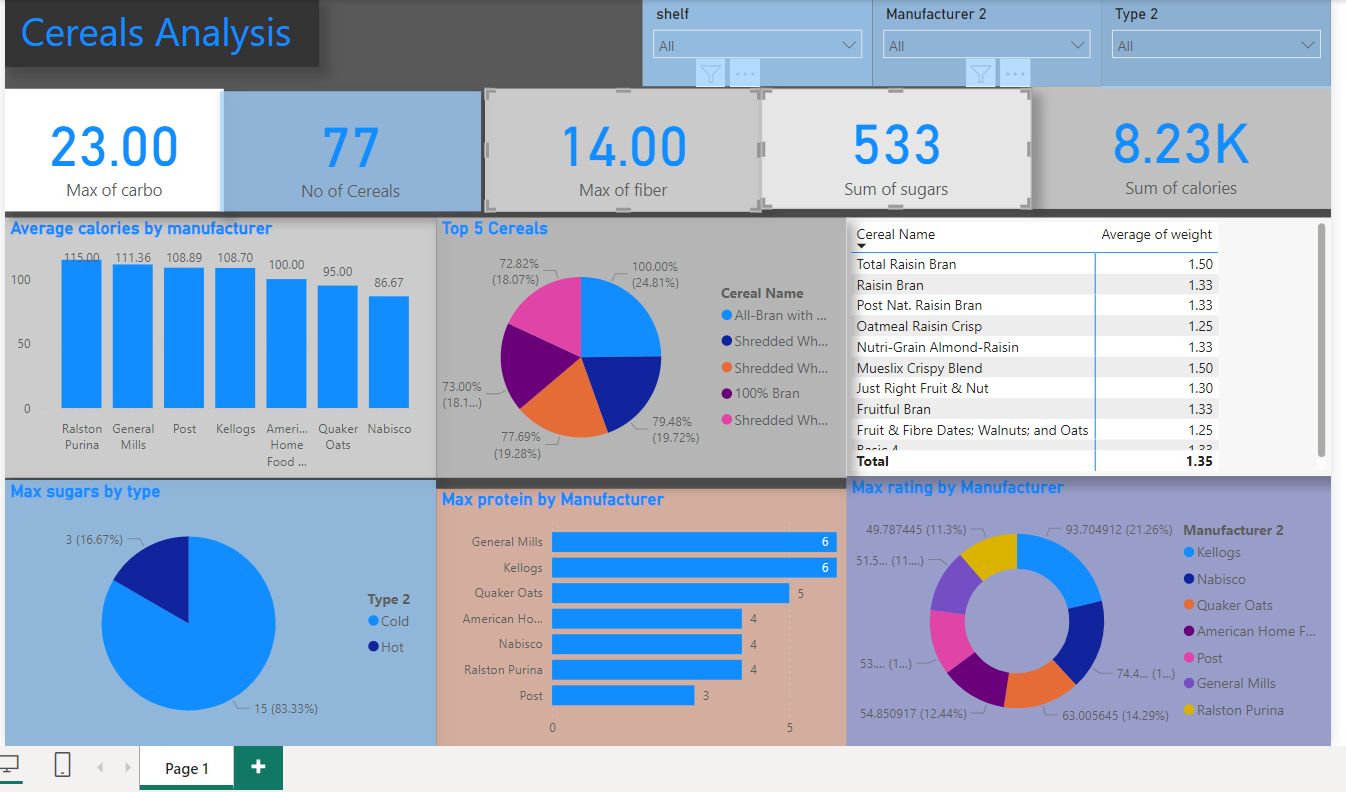 Cereals Analysis
shelf
All
Manufacturer 2
All
Type 2
All
23.00
Max of carbo
77
No of Cereals
14.00
Max of fiber
533
Sum of sugars
8.23K
Sum of calories
Average calories by manufacturer
115.00 111.36 108.89 108.70 100.00 95.00 86.67
100
50
0
Ralston Purina
General Mills
Post
Kellogs
Ameri... Home Food ...
Quaker Oats
Nabisco
Top 5 Cereals
72.82%
(18.07%)
100.00%
(24.81%)
73.00%
(18.1...)
77.69%
(19.28%)
79.48%
(19.72%)
Cereal Name
All-Bran with ...
Shredded Wh...
Shredded Wh...
100% Bran
Shredded Wh...
Cereal Name Average of weight
Total Raisin Bran 1.50
Raisin Bran 1.33
Post Nat. Raisin Bran 1.33
Oatmeal Raisin Crisp 1.25
Nutri-Grain Almond-Raisin 1.33
Mueslix Crispy Blend 1.50
Just Right Fruit & Nut 1.30
Fruitful Bran 1.33
Fruit & Fibre Dates; Walnuts; and Oats 1.25
Basic 4 1.33
Total 1.35
Max sugars by type
3 (16.67%)
15 (83.33%)
Type 2
Cold
Hot
Max protein by Manufacturer
General Mills 6
Kellogs 6
Quaker Oats 5
American Ho... 4
Nabisco 4
Ralston Purina 4
Post 3
0 5
Max rating by Manufacturer
49.787445 (11.3%)
93.704912 (21.26%)
51.5... (11....)
53.... (1...)
74.4... (1...)
54.850917 (12.44%)
63.005645 (14.29%)
Manufacturer 2
Kellogs
Nabisco
Quaker Oats
American Home F...
Post
General Mills
Ralston Purina
Page 1